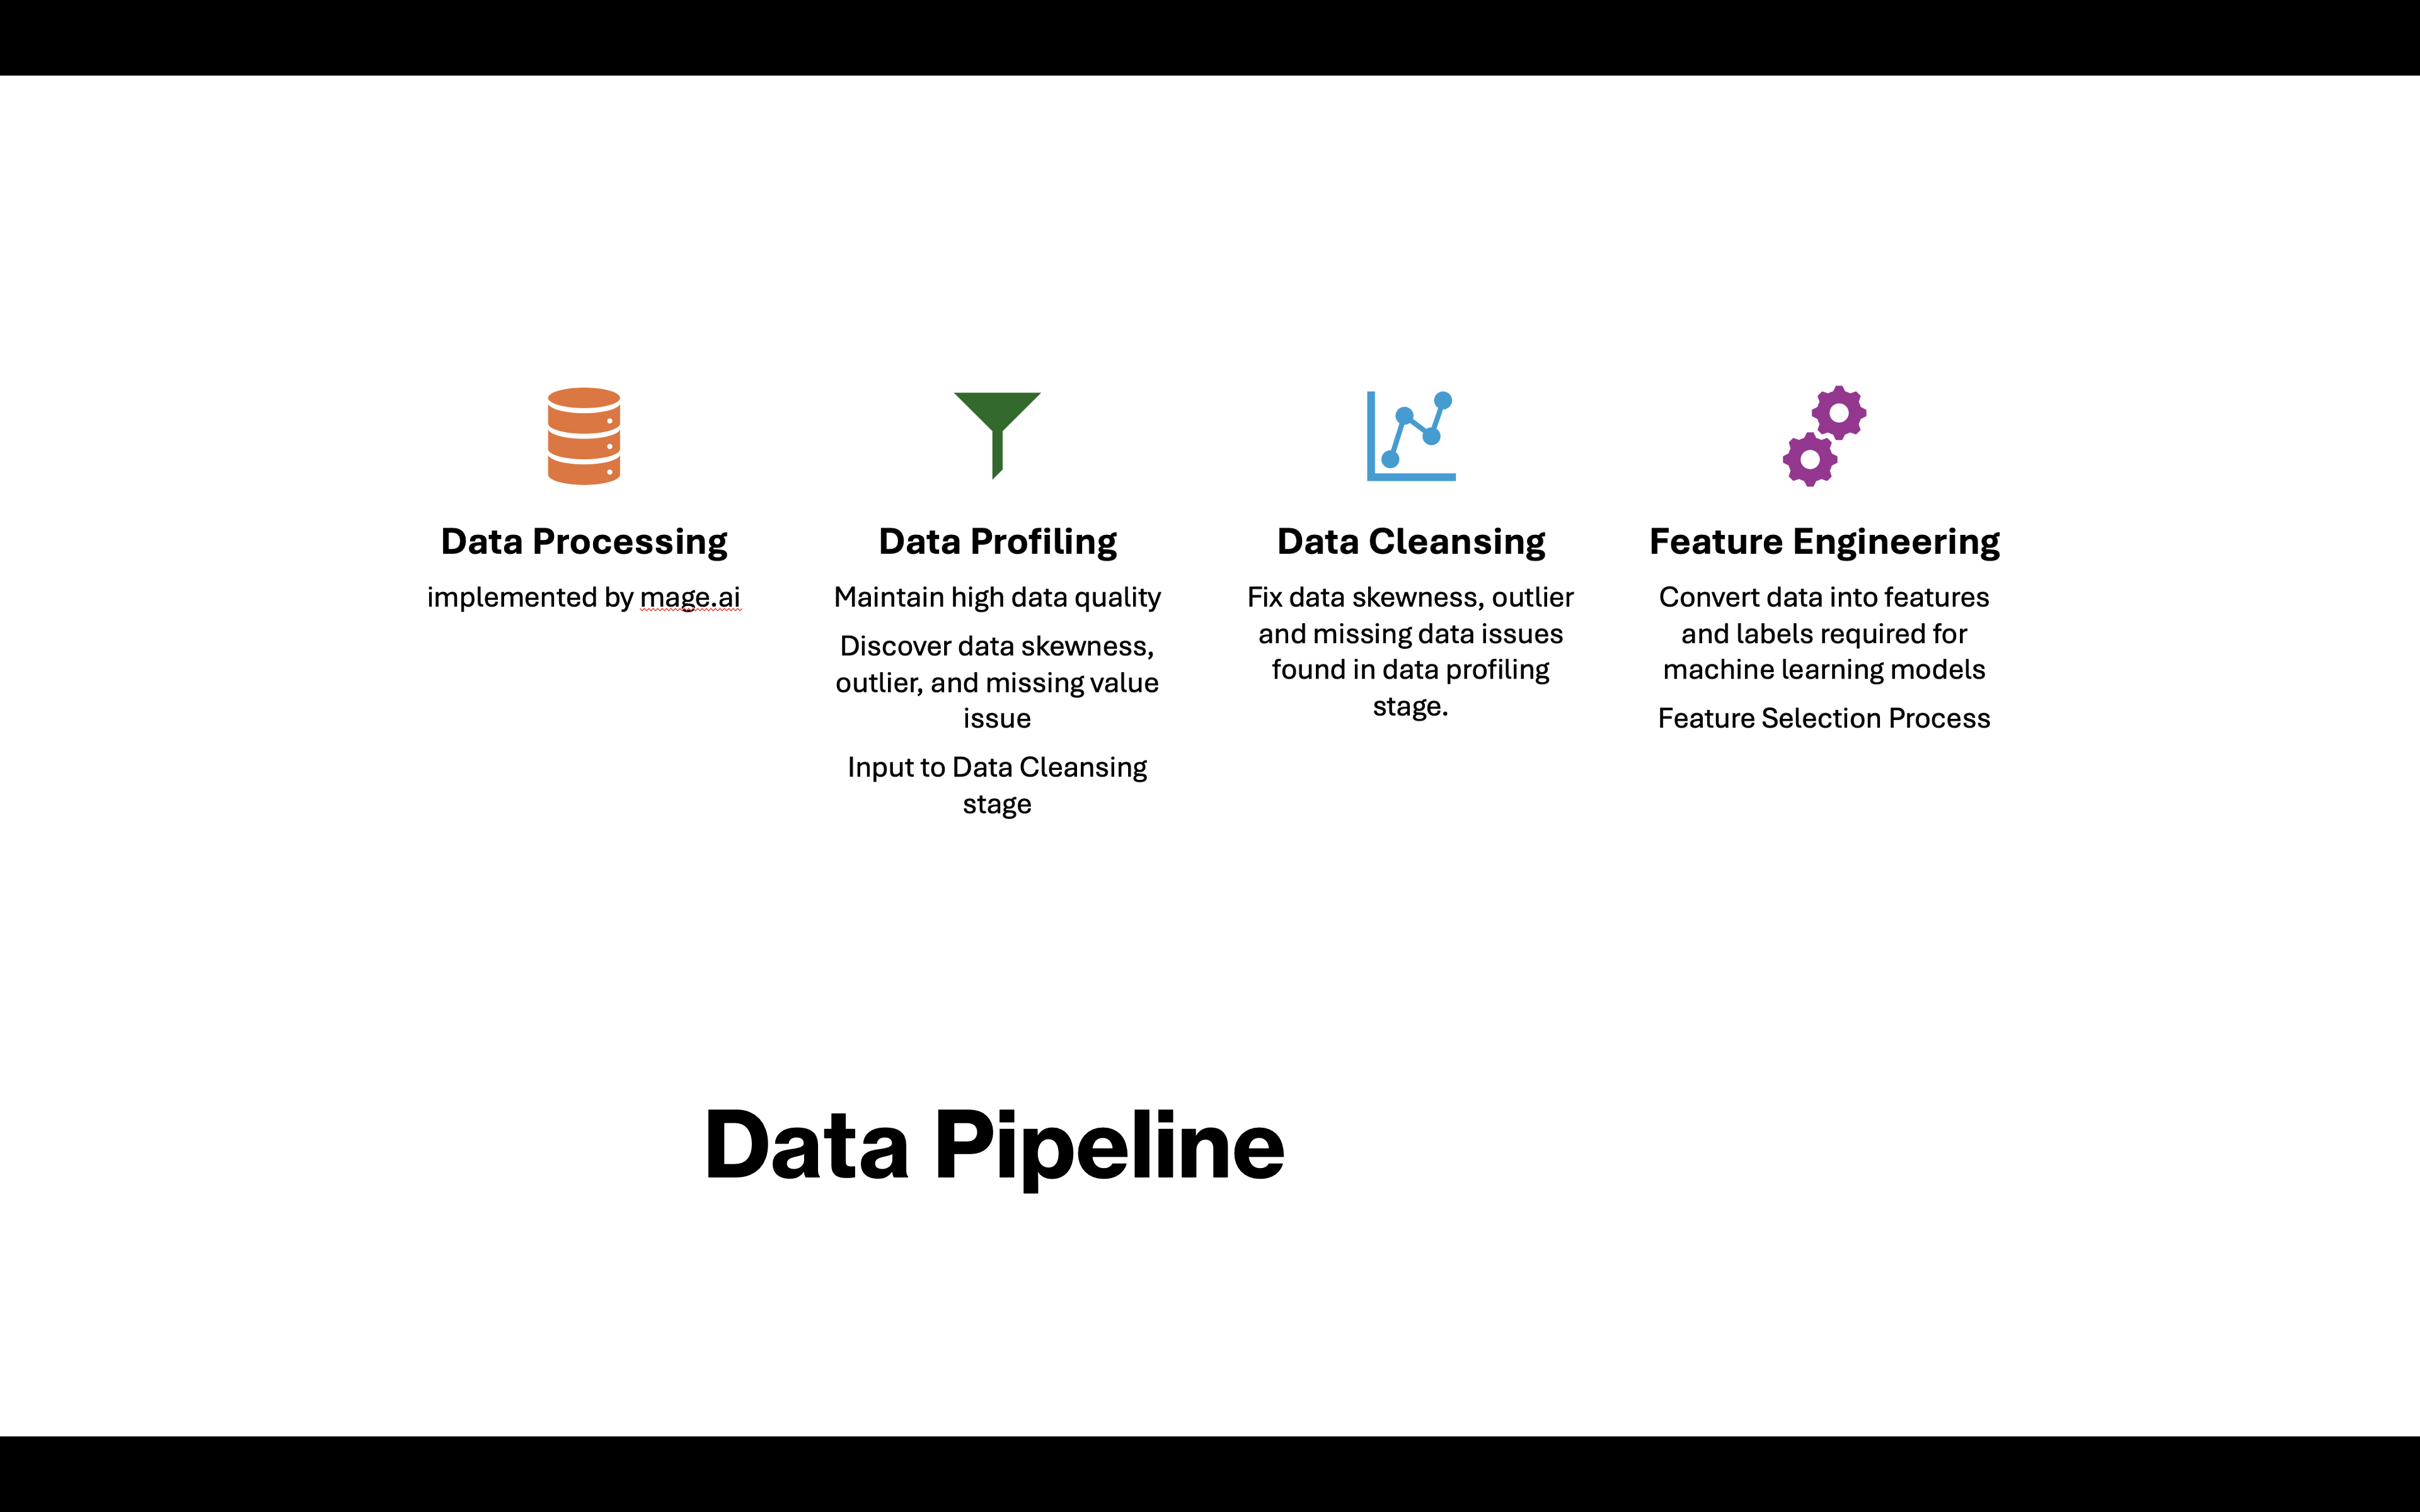 Data Processing
implemented by mage.ai
Data Profiling
Maintain high data quality
Discover data skewness,
outlier, and missing value
issue
Input to Data Cleansing
stage
Data Cleansing
Fix data skewness, outlier
and missing data issues
found in data profiling
stage.
Feature Engineering
Convert data into features
and labels required for
machine learning models
Feature Selection Process
Data Pipeline